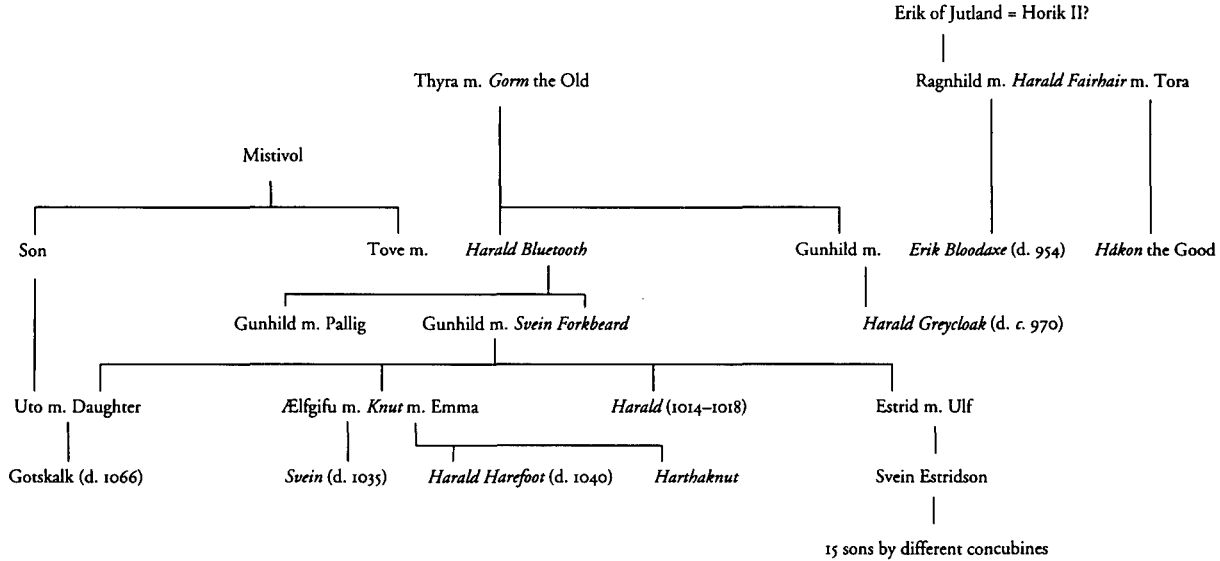 Erik of Jutland = Horik II?
Thyra m. Gorm the Old
Ragnhild m. Harald Fairhair m. Tora
Mistivol
Son
Tove m. Harald Bluetooth
Gunhild m. Erik Bloodaxe (d. 954)
Hákon the Good
Gunhild m. Pallig
Gunhild m. Svein Forkbeard
Harald Greycloak (d. c. 970)
Uto m. Daughter
Ælfgifu m. Knut m. Emma
Harald (1014–1018)
Estrid m. Ulf
Gotskalk (d. 1066)
Svein (d. 1035)
Harald Harefoot (d. 1040)
Harthaknut
Svein Estridson
15 sons by different concubines